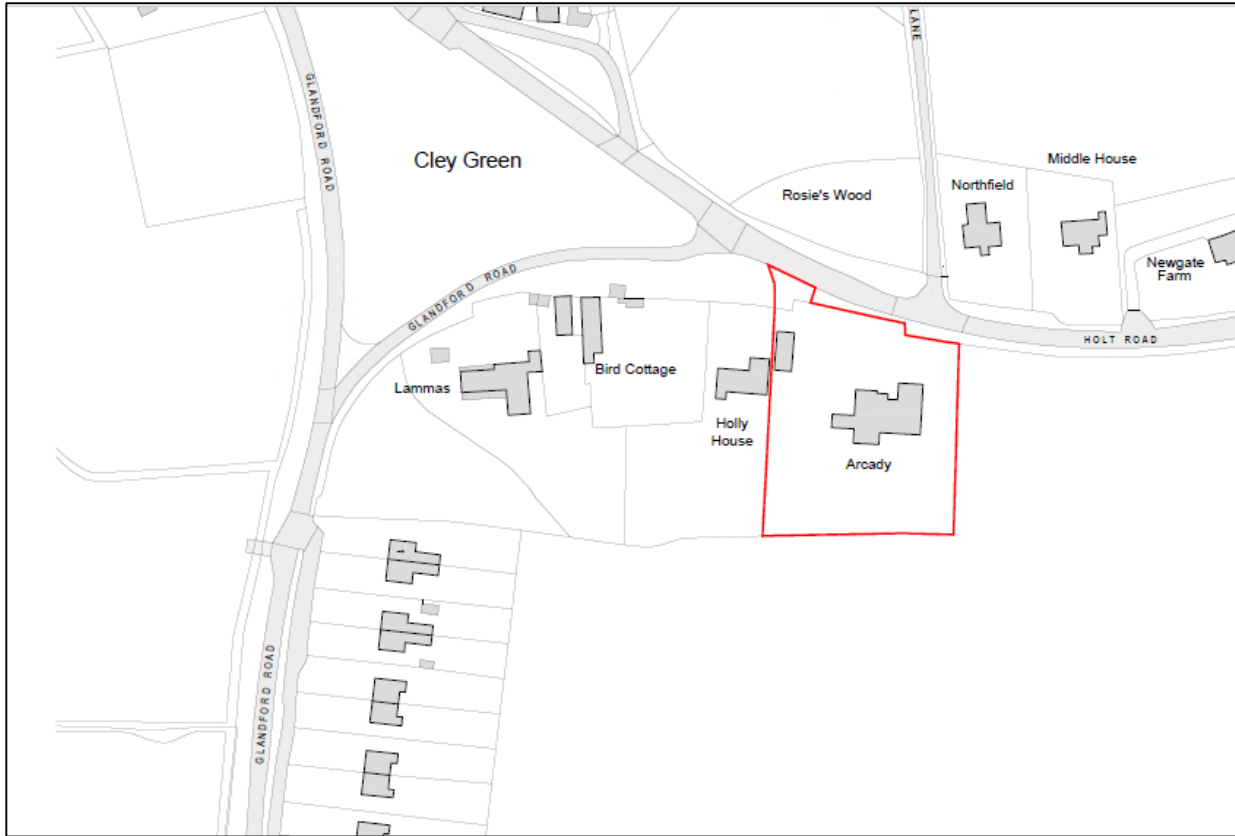 LANE
GLANDFORD ROAD
Cley Green
Middle House
Northfield
Rosie's Wood
Newgate
Farm
GLANDFORD ROAD
HOLT ROAD
Bird Cottage
Lammas
Holly
House
Arcady
GLANDFORD ROAD